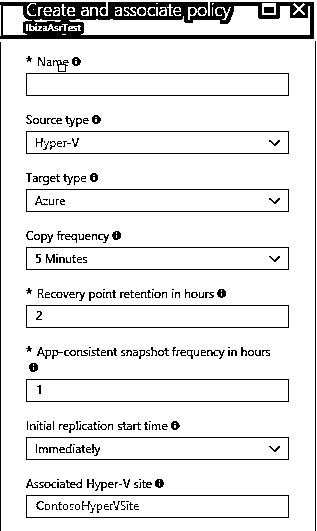 Create and associate policy
IbizaAsrTest
* Name
Source type
Hyper-V
Target type
Azure
Copy frequency
5 Minutes
* Recovery point retention in hours
2
* App-consistent snapshot frequency in hours
1
Initial replication start time
Immediately
Associated Hyper-V site
ContosoHyperVSite